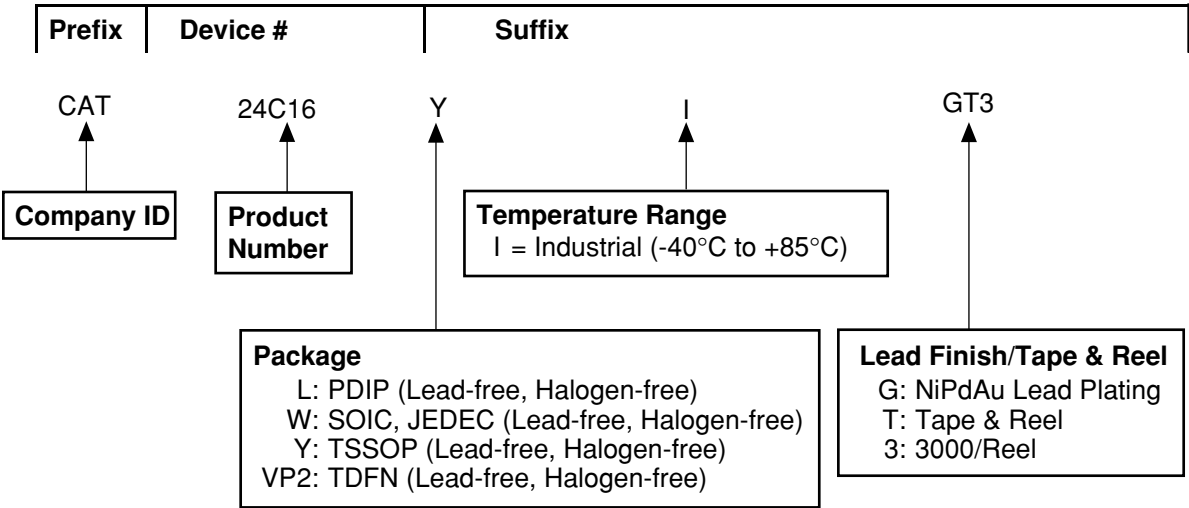 Prefix Device # Suffix
CAT 24C16 Y I GT3
Company ID
Product
Number
Temperature Range
I = Industrial (-40°C to +85°C)
Package
L: PDIP (Lead-free, Halogen-free)
W: SOIC, JEDEC (Lead-free, Halogen-free)
Y: TSSOP (Lead-free, Halogen-free)
VP2: TDFN (Lead-free, Halogen-free)
Lead Finish/Tape & Reel
G: NiPdAu Lead Plating
T: Tape & Reel
3: 3000/Reel